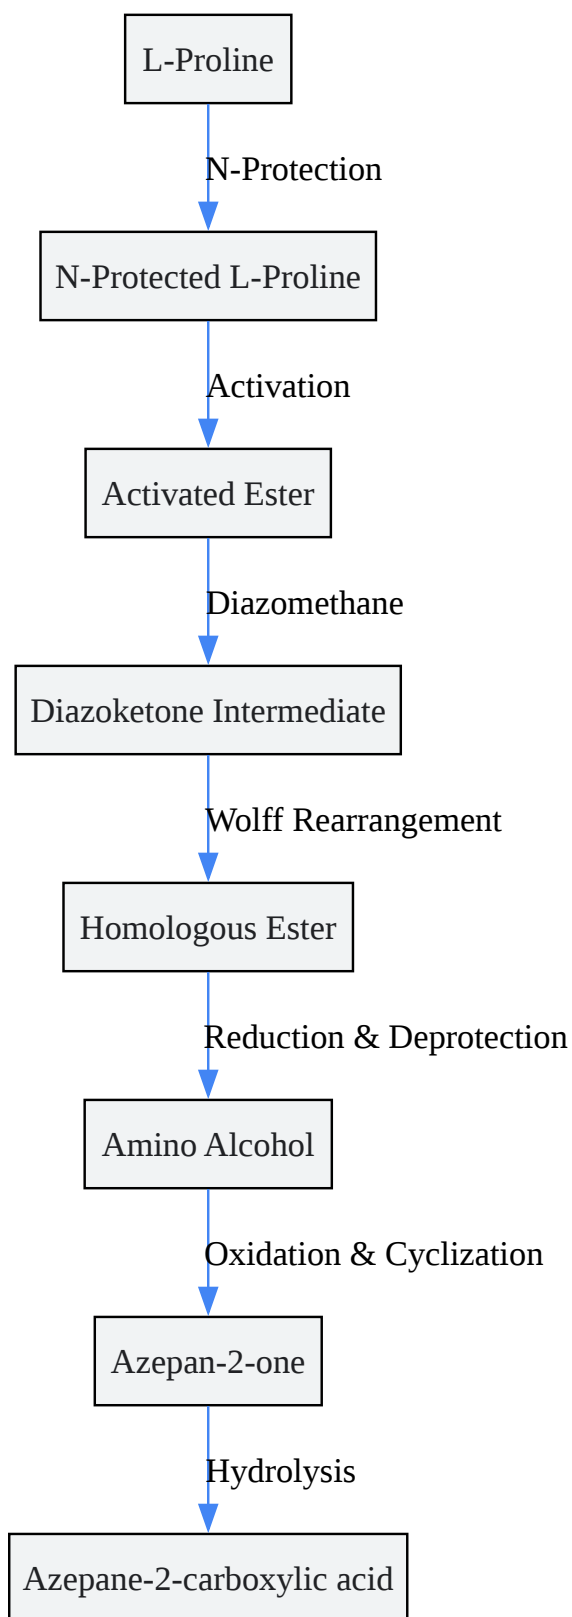 L-Proline
N-Protection
N-Protected L-Proline
Activation
Activated Ester
Diazomethane
Diazoketone Intermediate
Wolff Rearrangement
Homologous Ester
Reduction & Deprotection
Amino Alcohol
Oxidation & Cyclization
Azepan-2-one
Hydrolysis
Azepane-2-carboxylic acid